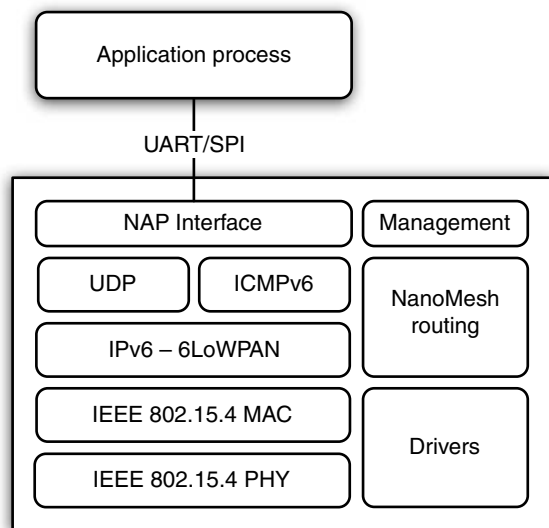 Application process
UART/SPI
NAP Interface
Management
UDP
ICMPv6
NanoMesh
routing
IPv6 – 6LoWPAN
IEEE 802.15.4 MAC
Drivers
IEEE 802.15.4 PHY